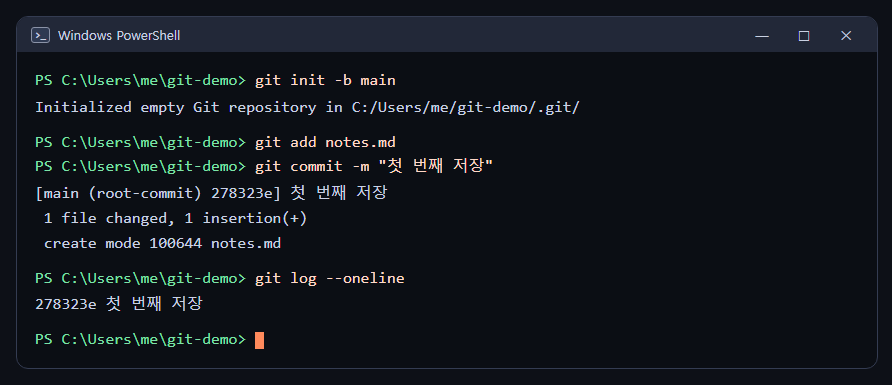 Windows PowerShell
PS C:\Users\me\git-demo> git init -b main
Initialized empty Git repository in C:/Users/me/git-demo/.git/
PS C:\Users\me\git-demo> git add notes.md
PS C:\Users\me\git-demo> git commit -m "첫 번째 저장"
[main (root-commit) 278323e] 첫 번째 저장
 1 file changed, 1 insertion(+)
 create mode 100644 notes.md
PS C:\Users\me\git-demo> git log --oneline
278323e 첫 번째 저장
PS C:\Users\me\git-demo>